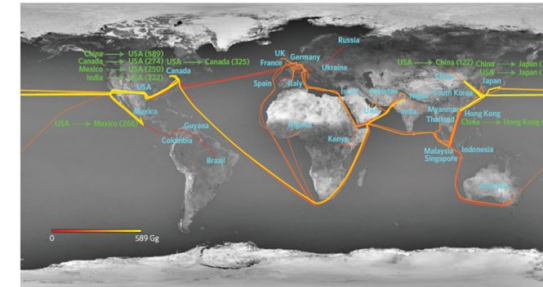 China → USA (589)
Canada → USA (274)
Mexico → USA (250)
India → USA (222)
USA → Canada (325)
Canada
USA
Mexico
USA → Mexico (266)
Guyana
Colombia
Brazil
UK
Germany
France
Spain
Italy
Ukraine
Russia
Algeria
Kenya
UAE
India
USA → China (122)
China → Japan (
USA → Japan (
Japan
South Korea
Myanmar
Thailand
Hong Kong
China → Hong Kong (
Malaysia
Singapore
Indonesia
0
589 Gg